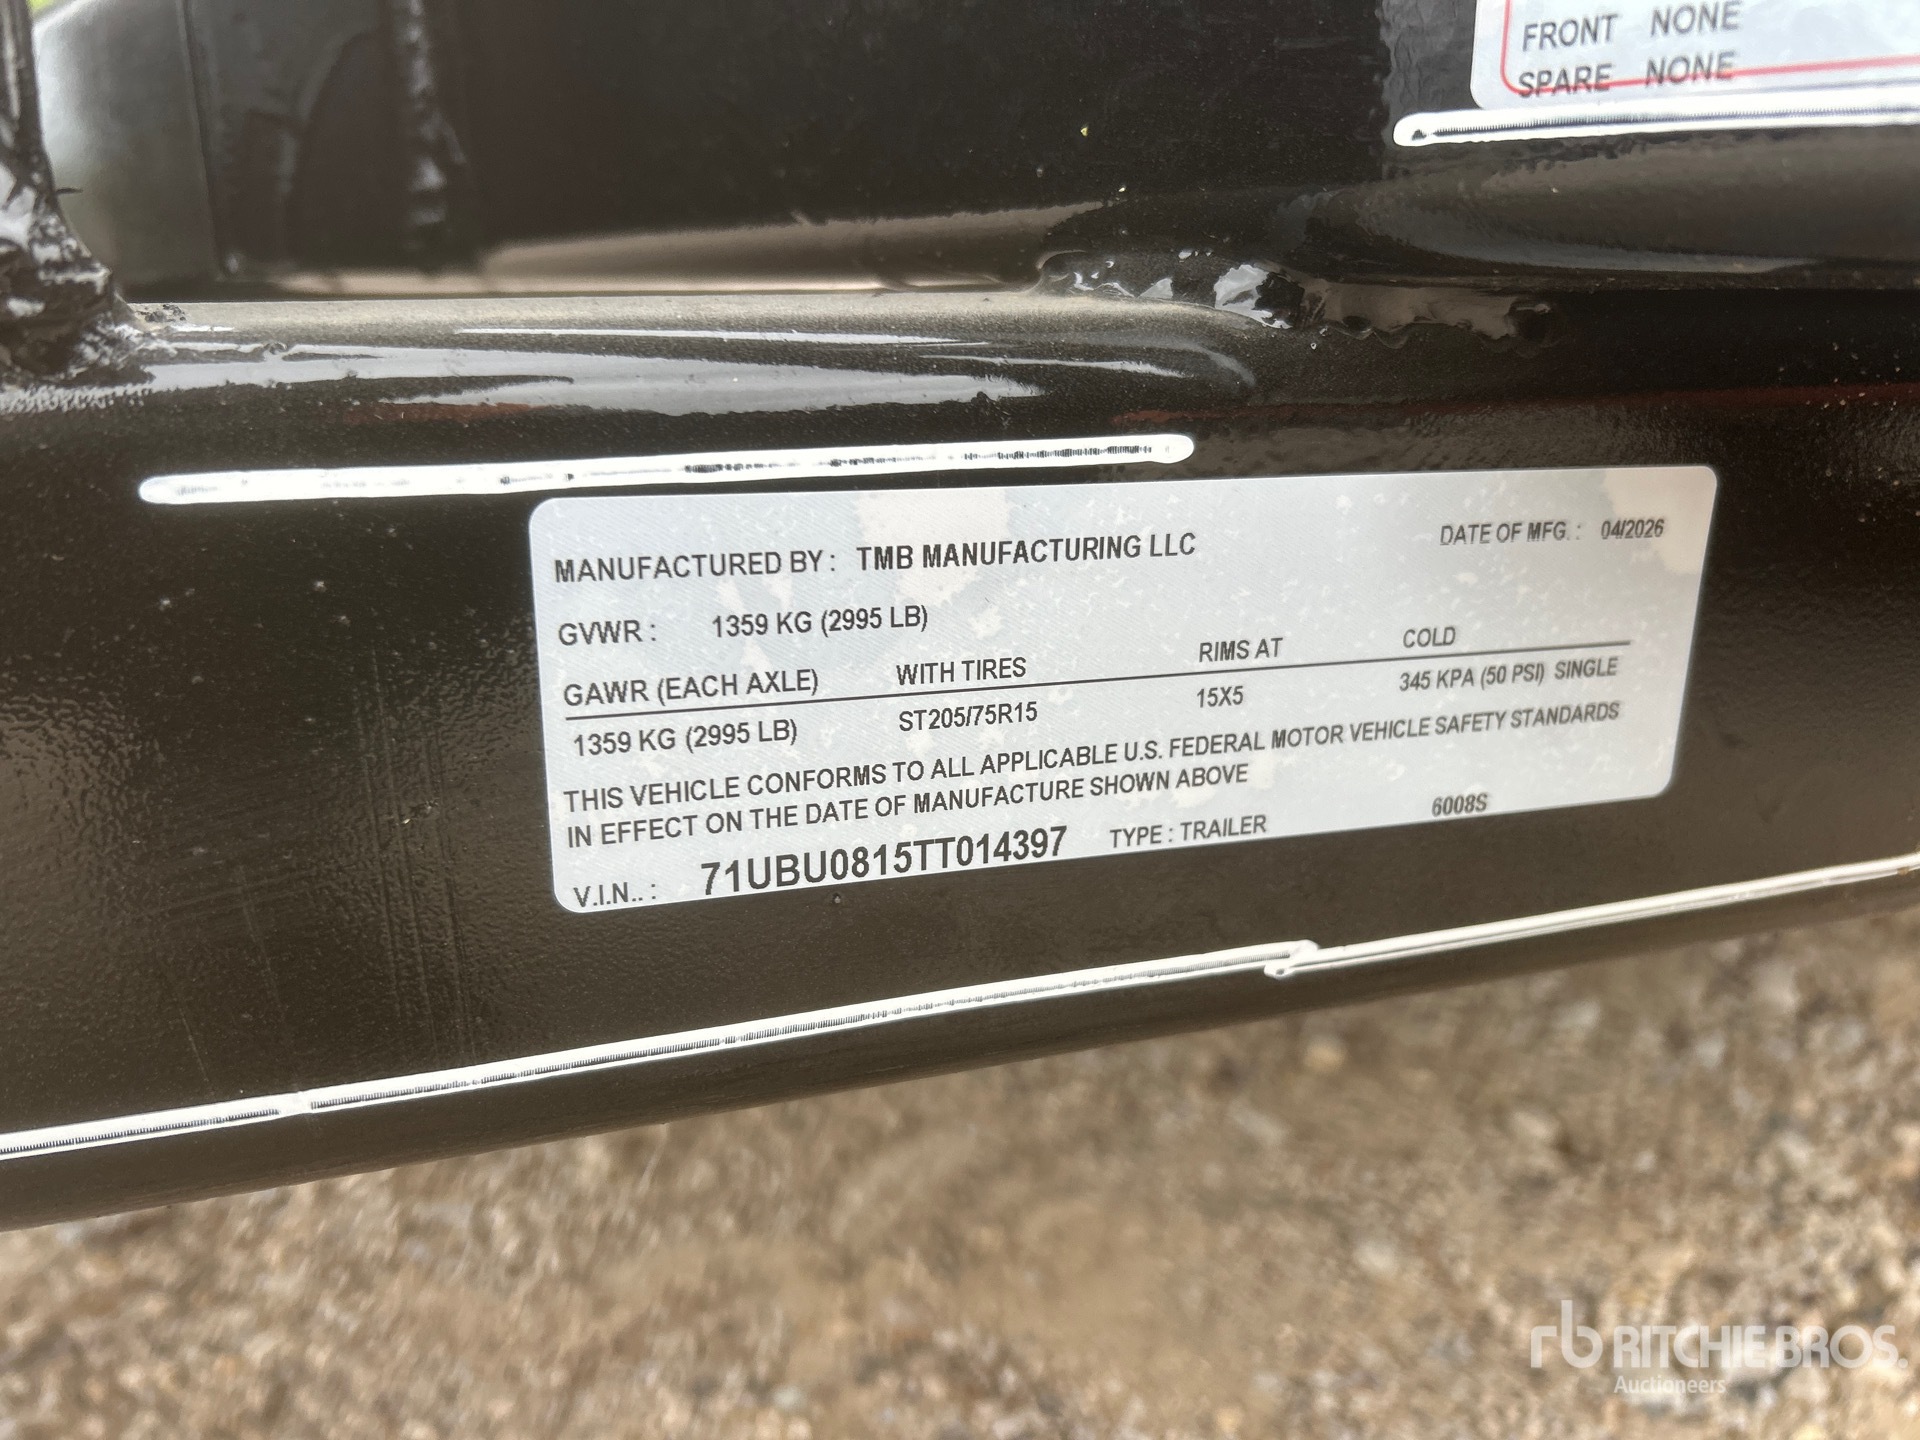 FRONT NONE
SPARE NONE
MANUFACTURED BY : TMB MANUFACTURING LLC DATE OF MFG. : 04/2026
GVWR : 1359 KG (2995 LB)
GAWR (EACH AXLE) WITH TIRES RIMS AT COLD
1359 KG (2995 LB) ST205/75R15 15X5 345 KPA (50 PSI) SINGLE
THIS VEHICLE CONFORMS TO ALL APPLICABLE U.S. FEDERAL MOTOR VEHICLE SAFETY STANDARDS
IN EFFECT ON THE DATE OF MANUFACTURE SHOWN ABOVE
V.I.N.. : 71UBU0815TT014397 TYPE : TRAILER 6008S
rb RITCHIE BROS.
Auctioneers